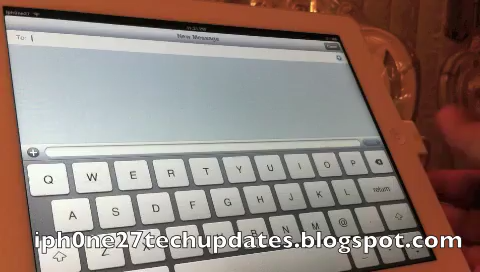 New Message
To:
Q W E R T Y U I O P
A S D F G H J K L return
Z X B N M @
iph0ne27techupdates.blogspot.com